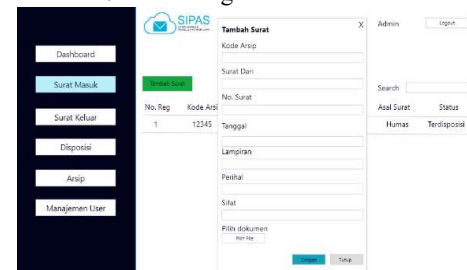 SIPAS
Admin
Logout
Dashboard
Surat Masuk
Surat Keluar
Disposisi
Arsip
Manajemen User
Tambah Surat
Search
No. Reg Kode Arsi Asal Surat Status
1 12345 Humas Terdisposisi
Tambah Surat X
Kode Arsip
Surat Dari
No. Surat
Tanggal
Lampiran
Perihal
Sifat
Pilih dokumen
Pilih File
Simpan Tutup